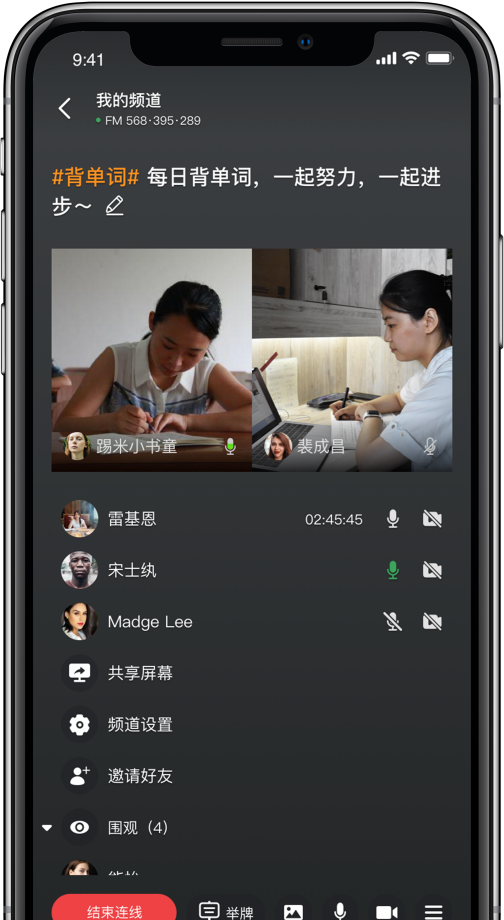 9:41
我的频道
FM 568·395·289
#背单词# 每日背单词，一起努力，一起进
步～
踢米小书童
裴成昌
雷基恩 02:45:45
宋士纨
Madge Lee
共享屏幕
频道设置
邀请好友
围观（4）
结束连线 举牌